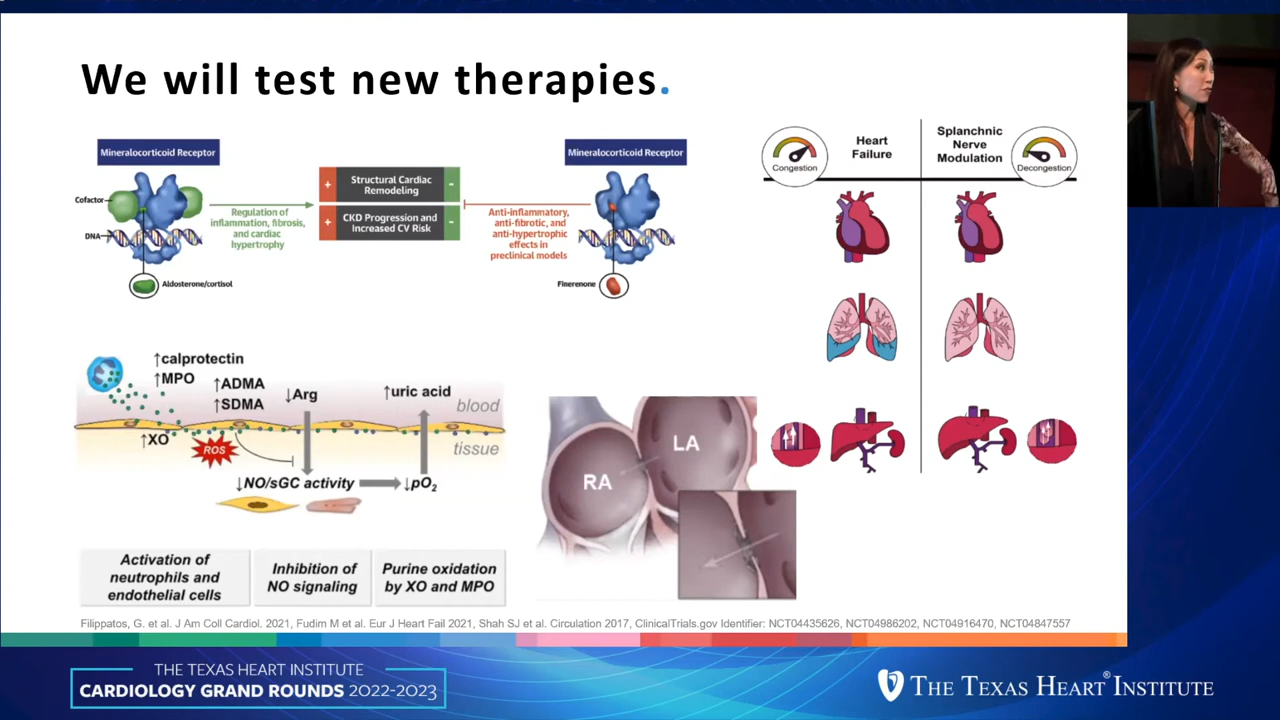 We will test new therapies.
Mineralocorticoid Receptor
Cofactor
DNA
Aldosterone/cortisol
Regulation of
inflammation, fibrosis,
and cardiac
hypertrophy
+
Structural Cardiac
Remodeling
-
+
CKD Progression and
Increased CV Risk
-
Anti-inflammatory,
anti-fibrotic, and
anti-hypertrophic
effects in
preclinical models
Mineralocorticoid Receptor
Finerenone
Congestion
Heart
Failure
Splanchnic
Nerve
Modulation
Decongestion
↑calprotectin
↑MPO
↑ADMA
↑SDMA
↓Arg
↑uric acid
blood
↑XO
ROS
tissue
↓NO/sGC activity
↓pO2
Activation of
neutrophils and
endothelial cells
Inhibition of
NO signaling
Purine oxidation
by XO and MPO
RA
LA
Filippatos, G. et al. J Am Coll Cardiol. 2021, Fudim M et al. Eur J Heart Fail 2021, Shah SJ et al. Circulation 2017, ClinicalTrials.gov Identifier: NCT04435626, NCT04986202, NCT04916470, NCT04847557
THE TEXAS HEART INSTITUTE
CARDIOLOGY GRAND ROUNDS 2022-2023
THE TEXAS HEART® INSTITUTE